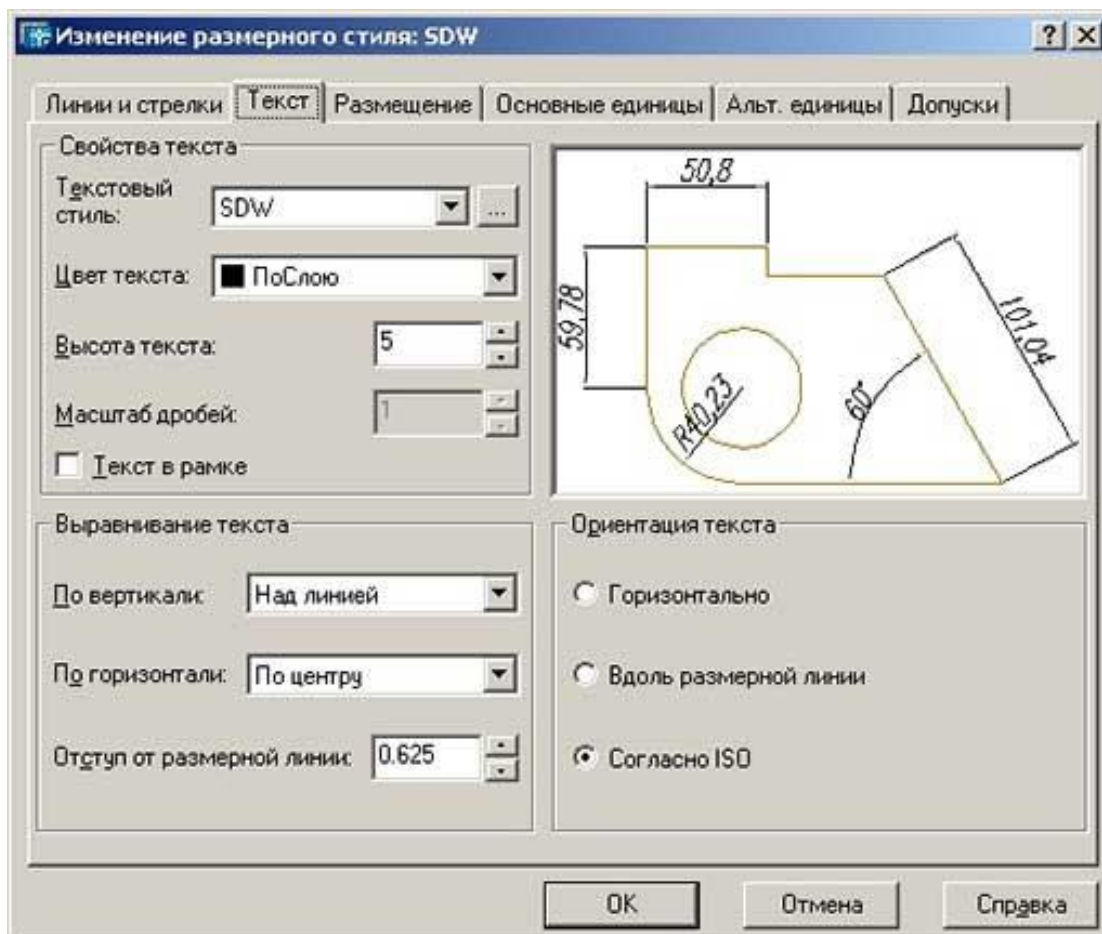 Изменение размерного стиля: SDW
Линии и стрелки Текст Размещение Основные единицы Альт. единицы Допуски
Свойства текста
Текстовый
стиль:
SDW
...
Цвет текста:
ПоСлою
Высота текста:
5
Масштаб дробей:
1
Текст в рамке
50,8
59,78
101,04
R40,23
60°
Выравнивание текста
По вертикали:
Над линией
По горизонтали:
По центру
Отступ от размерной линии:
0.625
Ориентация текста
Горизонтально
Вдоль размерной линии
Согласно ISO
OK
Отмена
Справка